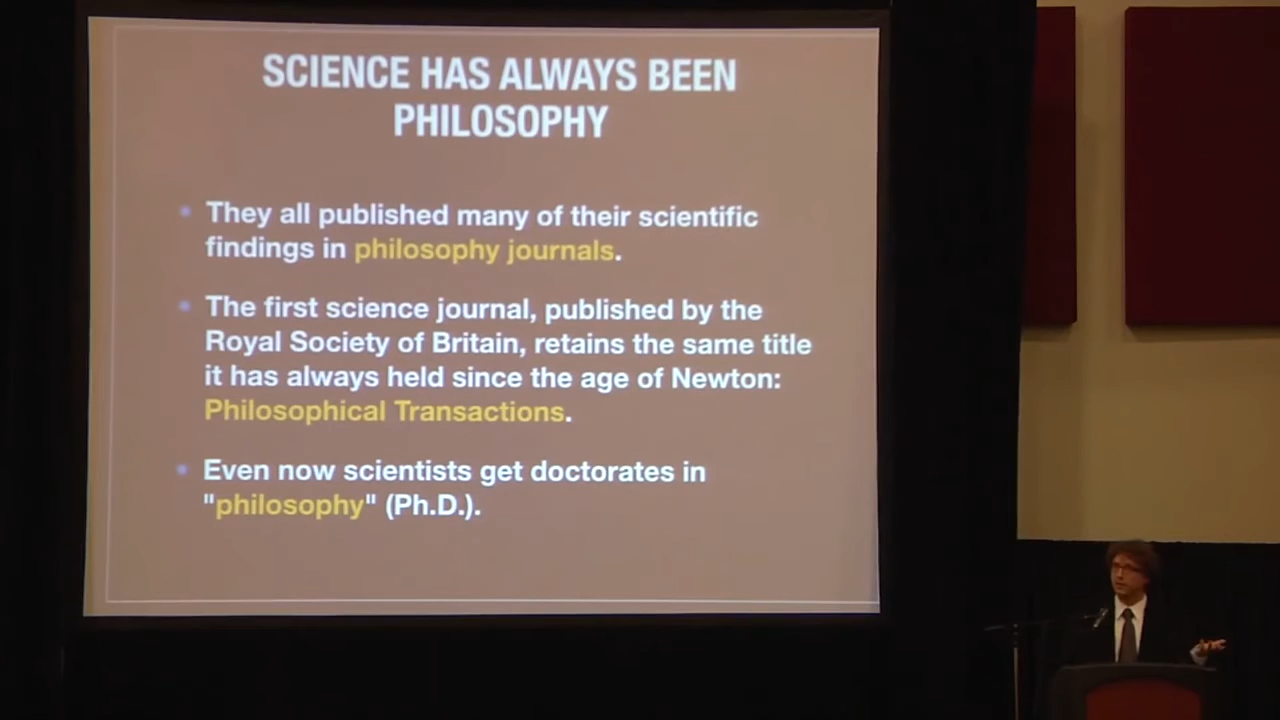 SCIENCE HAS ALWAYS BEEN
PHILOSOPHY
They all published many of their scientific
findings in philosophy journals.
The first science journal, published by the
Royal Society of Britain, retains the same title
it has always held since the age of Newton:
Philosophical Transactions.
Even now scientists get doctorates in
"philosophy" (Ph.D.).